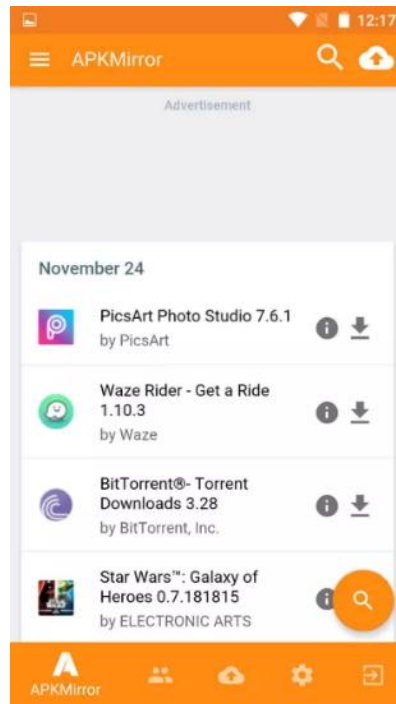 12:17
APKMirror
Advertisement
November 24
PicsArt Photo Studio 7.6.1
by PicsArt
Waze Rider - Get a Ride
1.10.3
by Waze
BitTorrent®- Torrent
Downloads 3.28
by BitTorrent, Inc.
Star Wars™: Galaxy of
Heroes 0.7.181815
by ELECTRONIC ARTS
APKMirror